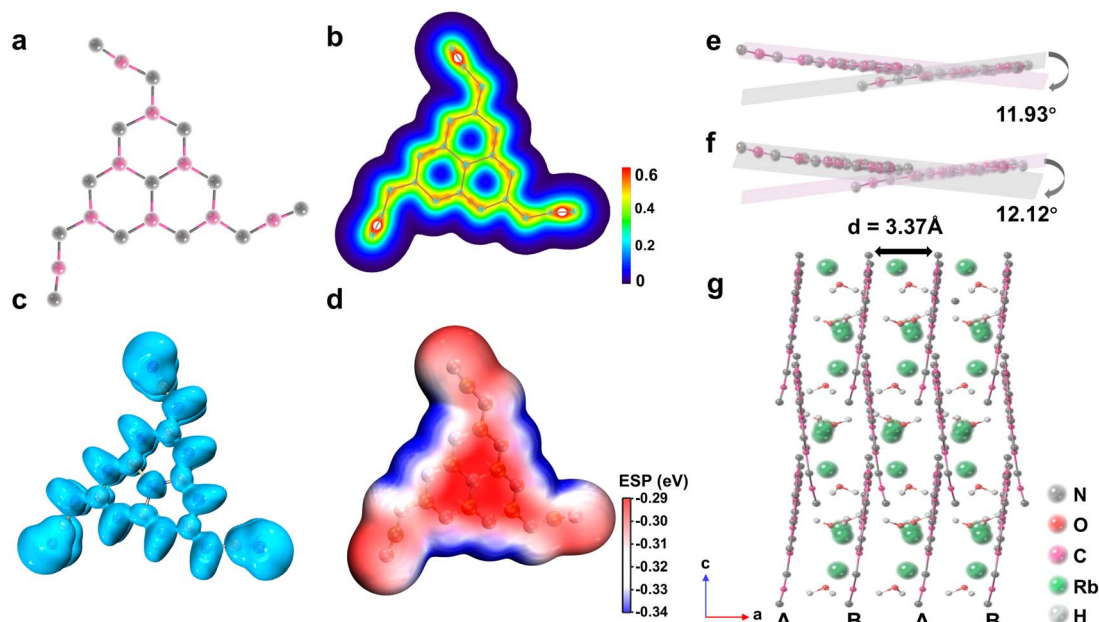 a
b
0.6
0.4
0.2
0
c
d
ESP (eV)
-0.29
-0.30
-0.31
-0.32
-0.33
-0.34
e
11.93°
f
12.12°
d = 3.37Å
g
c
a
A B A B
N
O
C
Rb
H